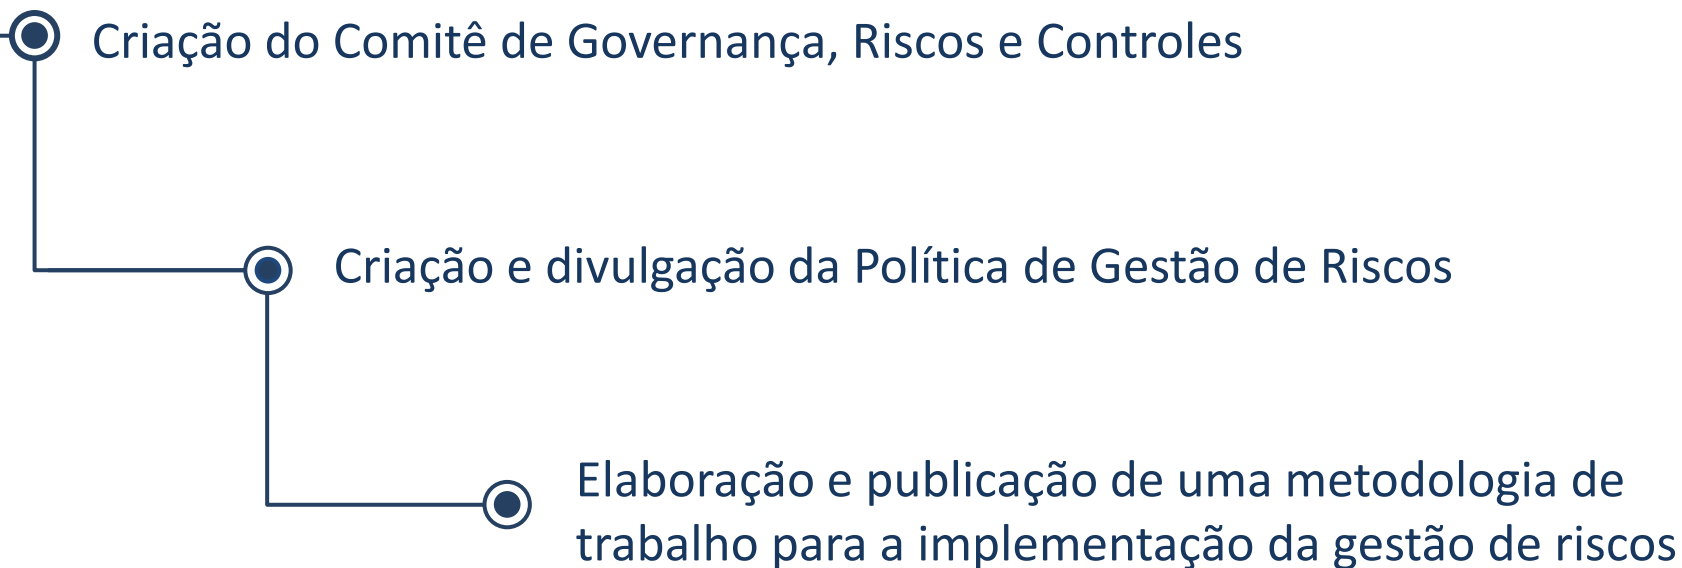 Criação do Comitê de Governança, Riscos e Controles
Criação e divulgação da Política de Gestão de Riscos
Elaboração e publicação de uma metodologia de
trabalho para a implementação da gestão de riscos